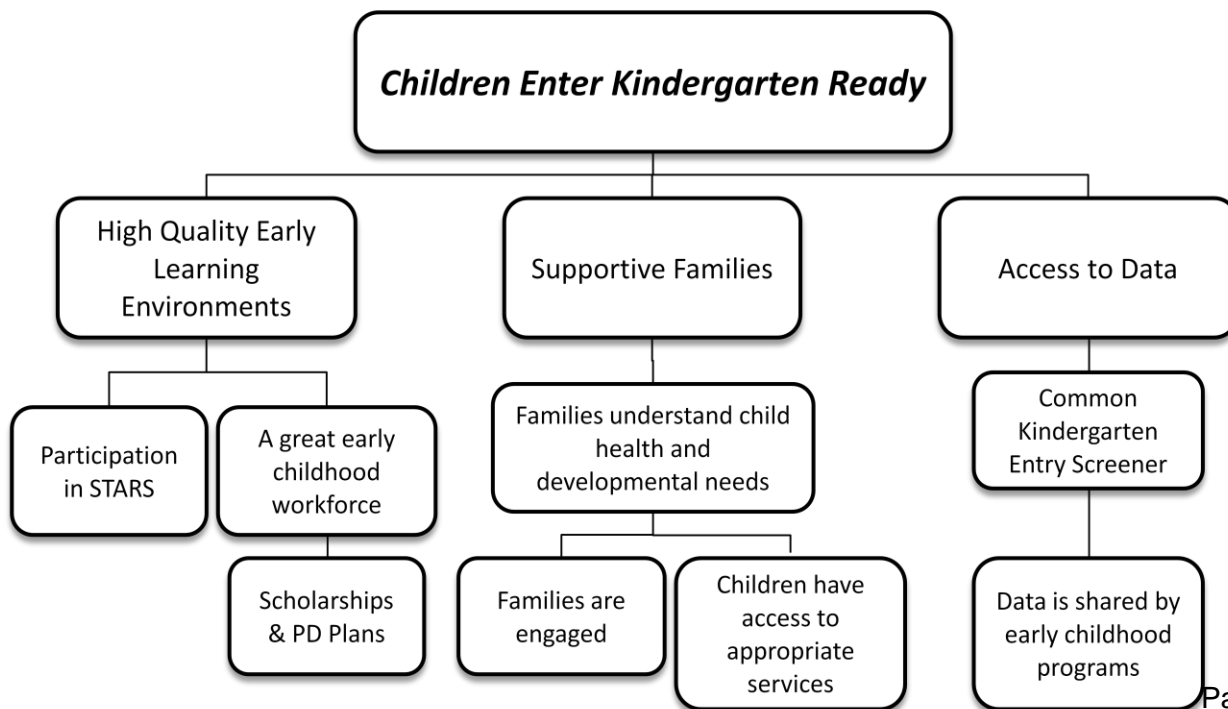 Children Enter Kindergarten Ready
High Quality Early
Learning
Environments
Supportive Families
Access to Data
Participation
in STARS
A great early
childhood
workforce
Families understand child
health and
developmental needs
Common
Kindergarten
Entry Screener
Scholarships
& PD Plans
Families are
engaged
Children have
access to
appropriate
services
Data is shared by
early childhood
programs
Pa